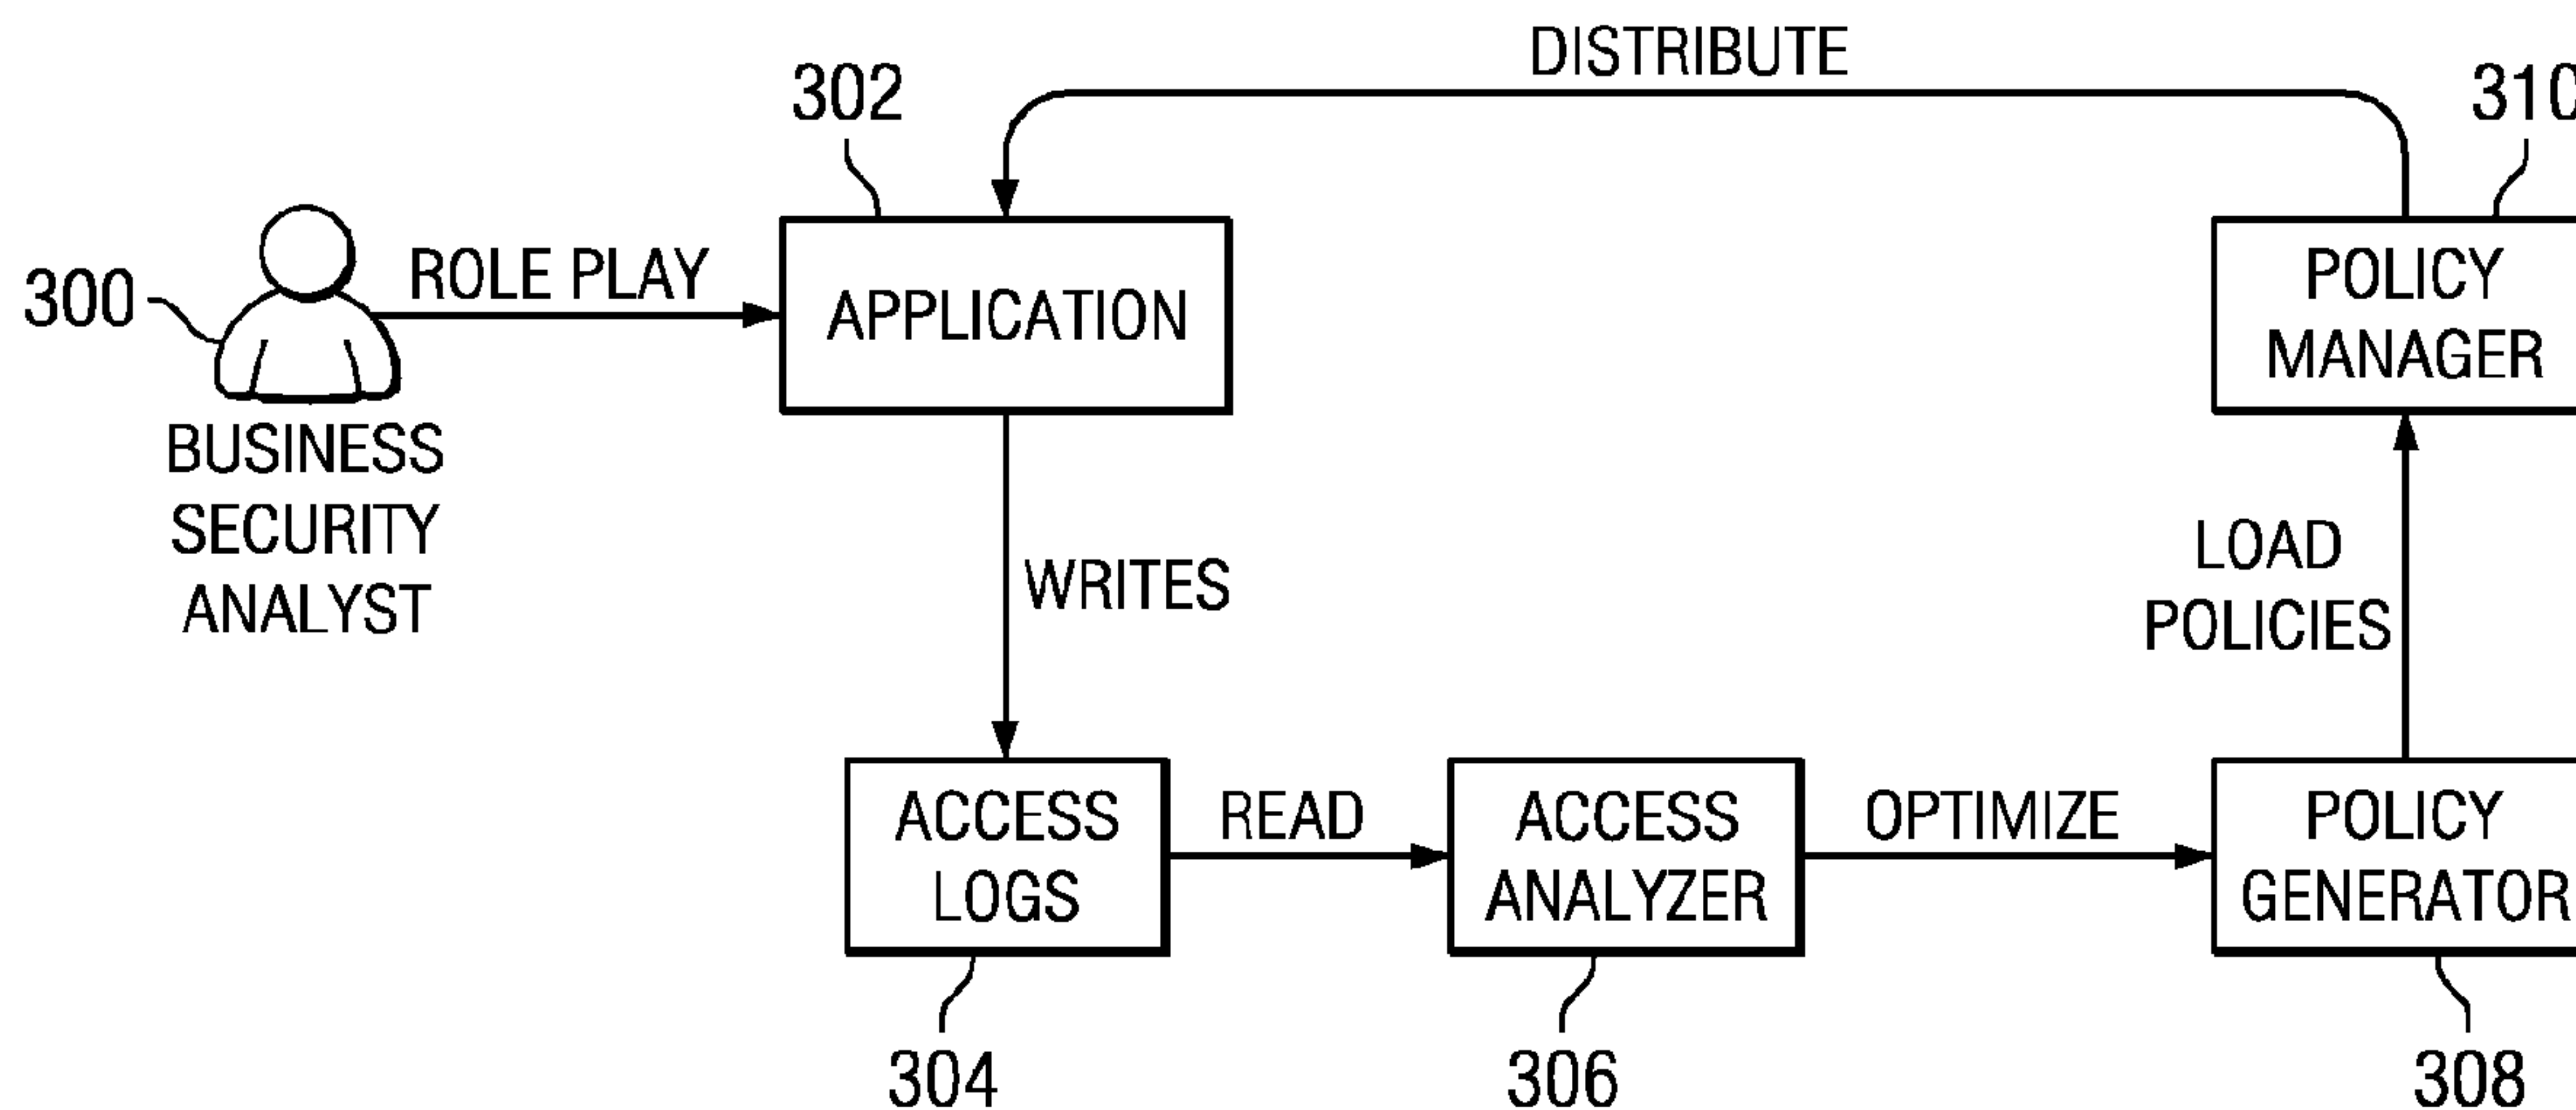 DISTRIBUTE
302
310
300
ROLE PLAY
APPLICATION
POLICY
MANAGER
BUSINESS
SECURITY
ANALYST
WRITES
LOAD
POLICIES
ACCESS
LOGS
READ
ACCESS
ANALYZER
OPTIMIZE
POLICY
GENERATOR
304
306
308